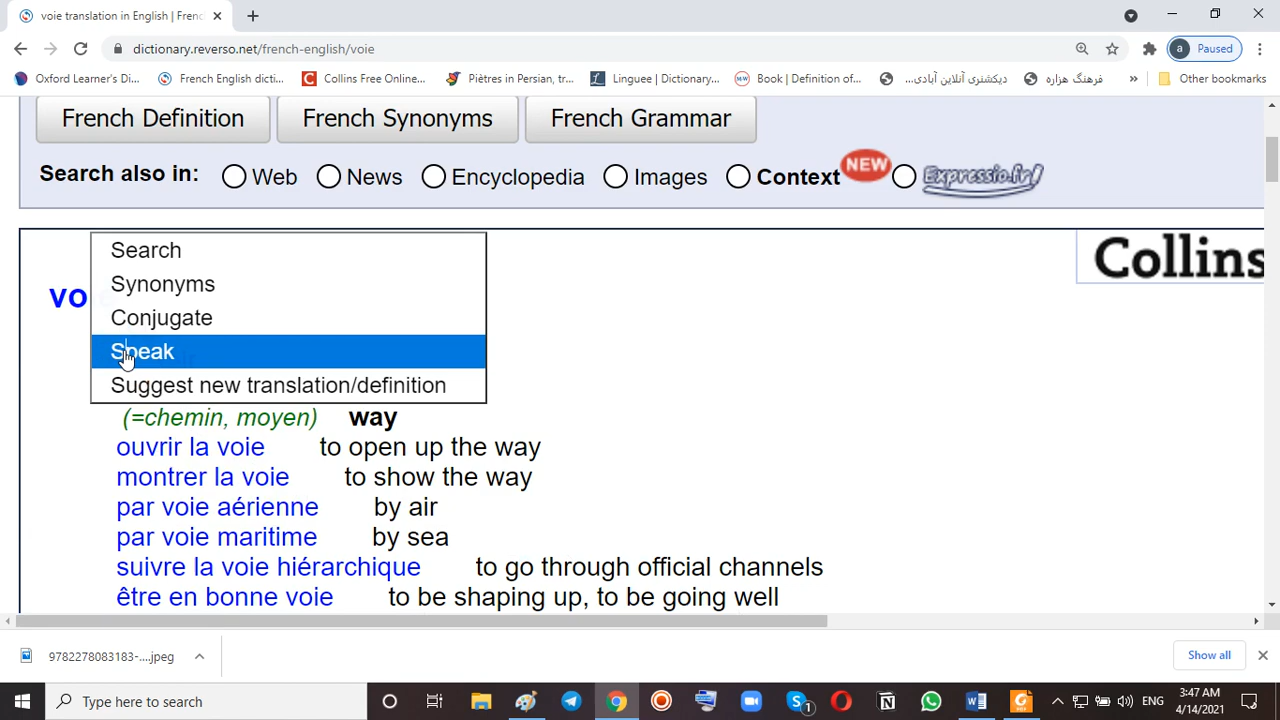 voie translation in English | Frenc
dictionary.reverso.net/french-english/voie
a Paused
Oxford Learner's Di... French English dicti... Collins Free Online... Piètres in Persian, tr... Linguee | Dictionary... Book | Definition of... دیکشنری آنلاین آبادی... فرهنگ هزاره » Other bookmarks
French Definition French Synonyms French Grammar
Search also in: Web News Encyclopedia Images Context NEW Expressio.fr!
Collins
Search
Synonyms
vo
Conjugate
Speak
Suggest new translation/definition
(=chemin, moyen) way
ouvrir la voie to open up the way
montrer la voie to show the way
par voie aérienne by air
par voie maritime by sea
suivre la voie hiérarchique to go through official channels
être en bonne voie to be shaping up, to be going well
9782278083183-....jpeg Show all
Type here to search 1 ENG 3:47 AM
4/14/2021